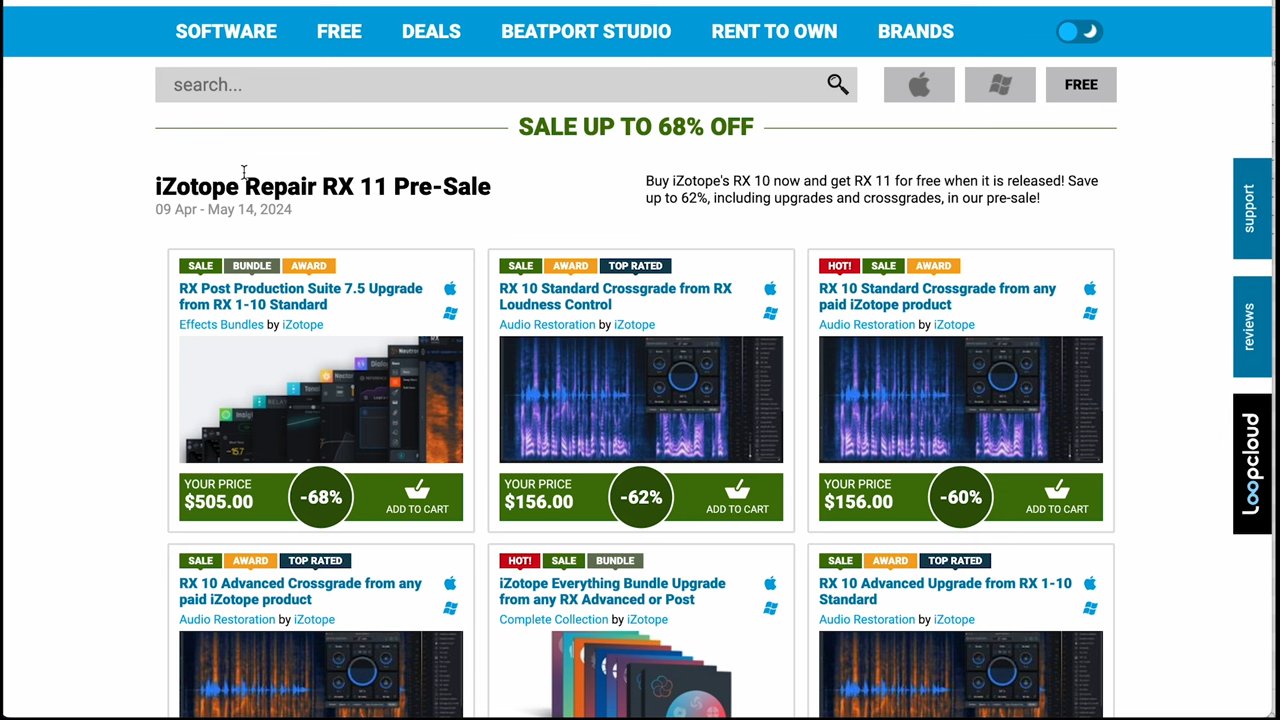 SOFTWARE FREE DEALS BEATPORT STUDIO RENT TO OWN BRANDS
search... FREE
SALE UP TO 68% OFF
iZotope Repair RX 11 Pre-Sale
09 Apr - May 14, 2024
Buy iZotope's RX 10 now and get RX 11 for free when it is released! Save
up to 62%, including upgrades and crossgrades, in our pre-sale!
SALE BUNDLE AWARD
RX Post Production Suite 7.5 Upgrade
from RX 1-10 Standard
Effects Bundles by iZotope
YOUR PRICE
$505.00
-68%
ADD TO CART
SALE AWARD TOP RATED
RX 10 Standard Crossgrade from RX
Loudness Control
Audio Restoration by iZotope
YOUR PRICE
$156.00
-62%
ADD TO CART
HOT! SALE AWARD
RX 10 Standard Crossgrade from any
paid iZotope product
Audio Restoration by iZotope
YOUR PRICE
$156.00
-60%
ADD TO CART
SALE AWARD TOP RATED
RX 10 Advanced Crossgrade from any
paid iZotope product
Audio Restoration by iZotope
HOT! SALE BUNDLE
iZotope Everything Bundle Upgrade
from any RX Advanced or Post
Complete Collection by iZotope
SALE AWARD TOP RATED
RX 10 Advanced Upgrade from RX 1-10
Standard
Audio Restoration by iZotope
support
reviews
Loopcloud